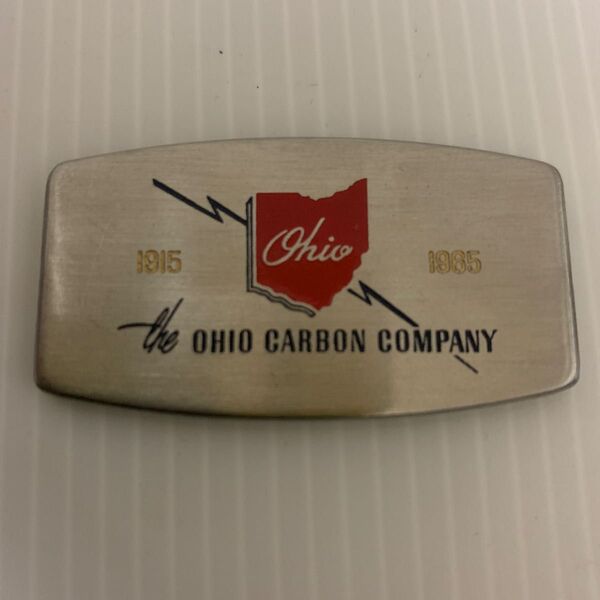 Ohio
1915 1965
the OHIO CARBON COMPANY